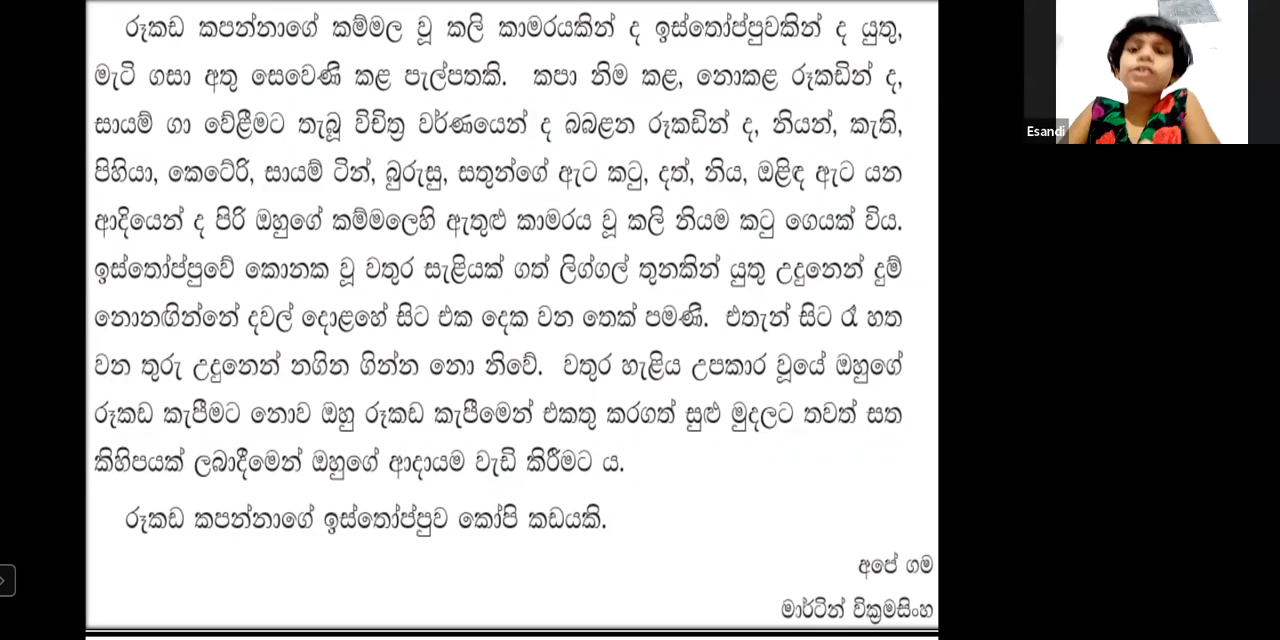 රූකඩ කපන්නාගේ කම්මල වූ කලි කාමරයකින් ද ඉස්තෝප්පුවකින් ද යුතු,
මැටි ගසා අතු සෙවෙණි කළ පැල්පතකි. කපා නිම කළ, නොකළ රූකඩින් ද,
සායම් ගා වේළීමට තැබූ විචිත්‍ර වර්ණයෙන් ද බබළන රූකඩින් ද, නියන්, කැති,
පිහියා, කෙටේරි, සායම් ටින්, බුරුසු, සතුන්ගේ ඇට කටු, දත්, නිය, ඔළිඳ ඇට යන
ආදියෙන් ද පිරි ඔහුගේ කම්මලෙහි ඇතුළු කාමරය වූ කලි නියම කටු ගෙයක් විය.
ඉස්තෝප්පුවේ කොනක වූ වතුර සැළියක් ගත් ලිග්ගල් තුනකින් යුතු උදුනෙන් දුම්
නොනඟින්නේ දවල් දොළහේ සිට එක දෙක වන තෙක් පමණි. එතැන් සිට රෑ හත
වන තුරු උදුනෙන් නගින ගින්න නො නිවේ. වතුර හැළිය උපකාර වූයේ ඔහුගේ
රූකඩ කැපීමට නොව ඔහු රූකඩ කැපීමෙන් එකතු කරගත් සුළු මුදලට තවත් සත
කිහිපයක් ලබාදීමෙන් ඔහුගේ ආදායම වැඩි කිරීමට ය.
රූකඩ කපන්නාගේ ඉස්තෝප්පුව කෝපි කඩයකි.
අපේ ගම
මාර්ටින් වික්‍රමසිංහ
Esandi